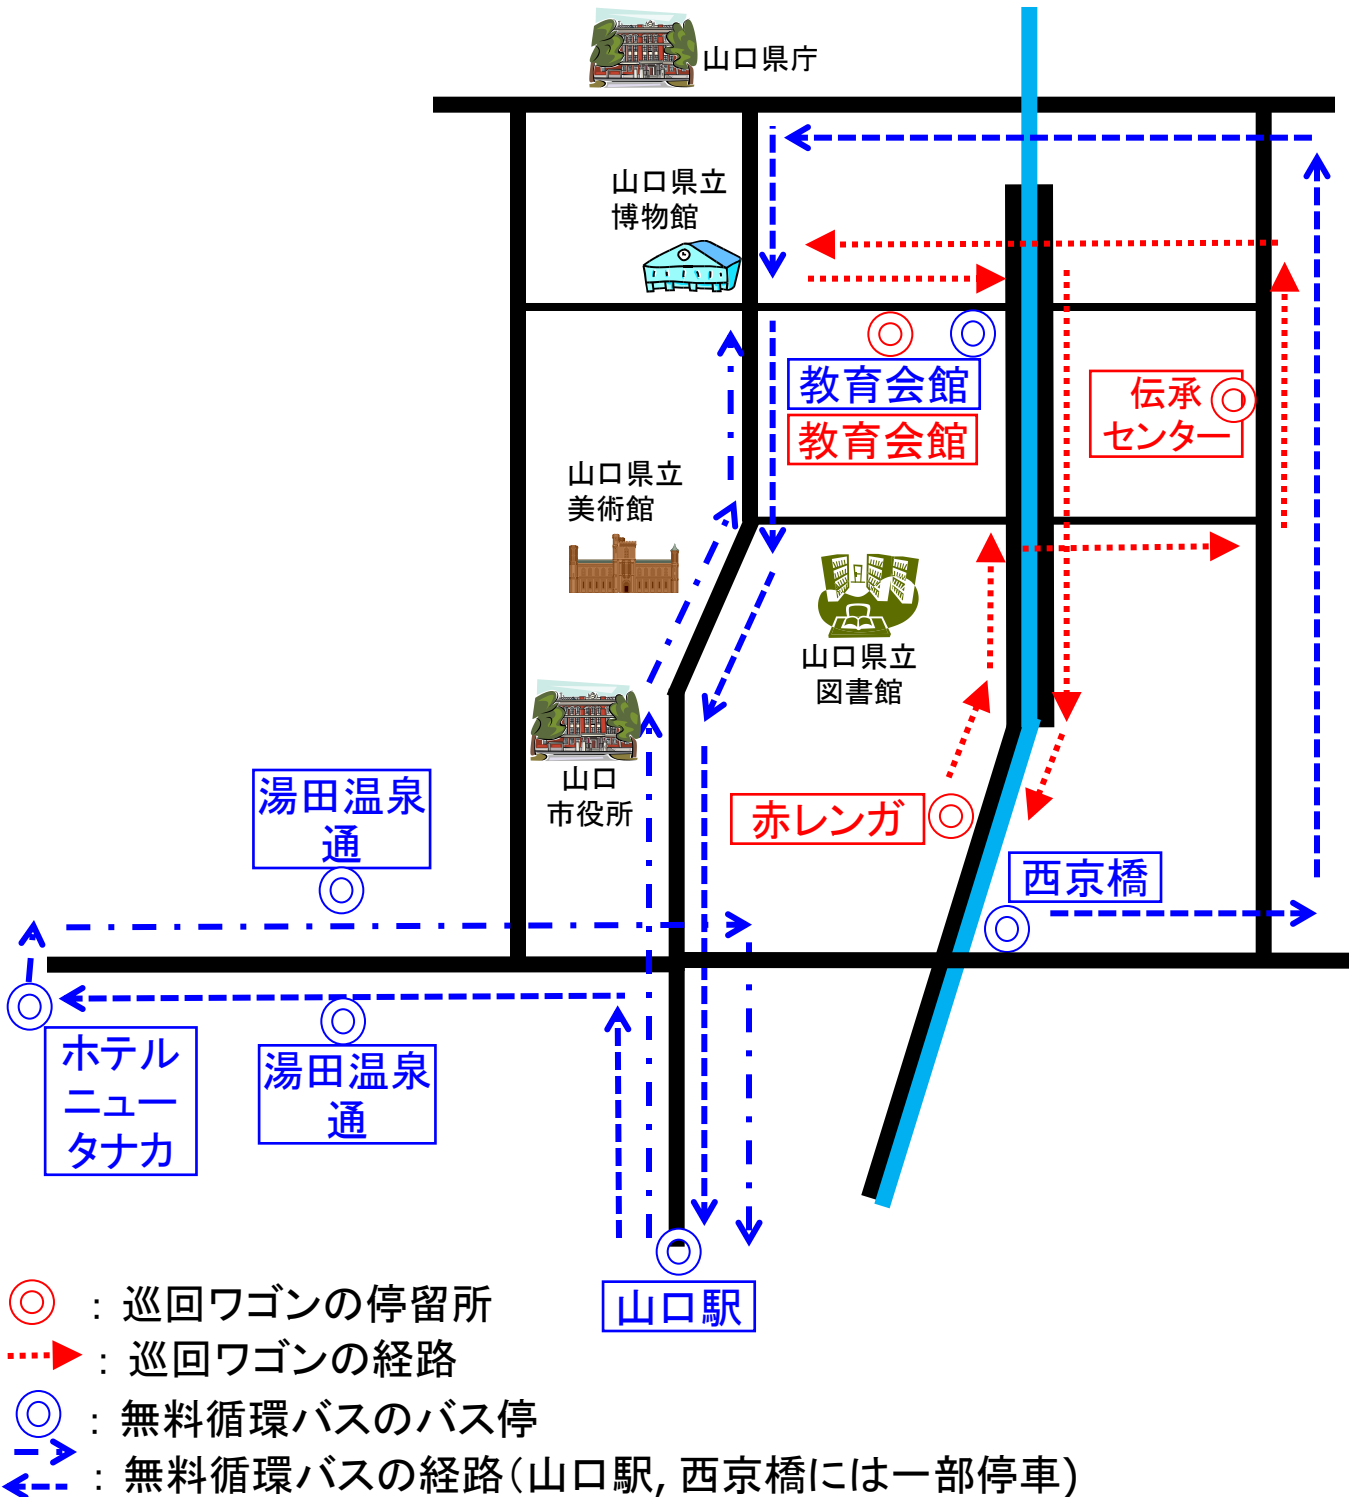 山口県庁
山口県立
博物館
教育会館
教育会館
伝承
センター
山口県立
美術館
山口県立
図書館
山口
市役所
湯田温泉
通
赤レンガ
西京橋
ホテル
ニュー
タナカ
湯田温泉
通
山口駅
：巡回ワゴンの停留所
：巡回ワゴンの経路
：無料循環バスのバス停
：無料循環バスの経路（山口駅, 西京橋には一部停車)